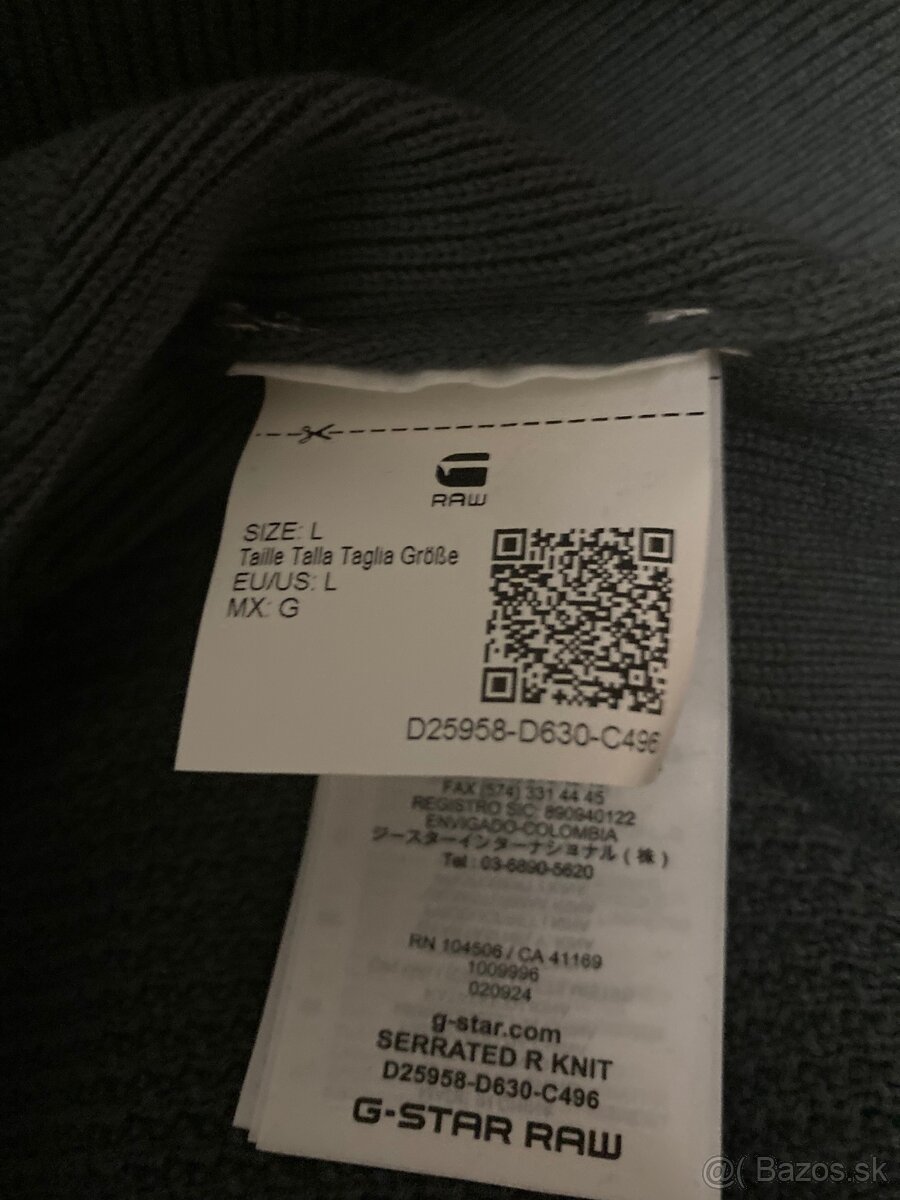 RAW
SIZE: L
Taille Talla Taglia Größe
EU/US: L
MX: G
D25958-D630-C496
FAX (574) 331 44 45
REGISTRO SIC: 890940122
ENVIGADO-COLOMBIA
ジースターインターナショナル (株)
Tel : 03-6890-5620
RN 104506 / CA 41169
1009996
020924
g-star.com
SERRATED R KNIT
D25958-D630-C496
G-STAR RAW
@( Bazos.sk